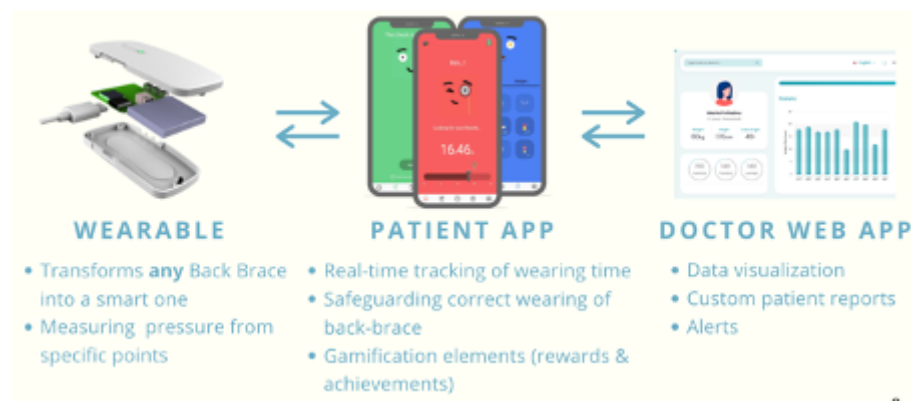 WEARABLE
• Transforms any Back Brace
into a smart one
• Measuring pressure from
specific points
16.46
PATIENT APP
• Real-time tracking of wearing time
• Safeguarding correct wearing of
back-brace
• Gamification elements (rewards &
achievements)
DOCTOR WEB APP
• Data visualization
• Custom patient reports
• Alerts